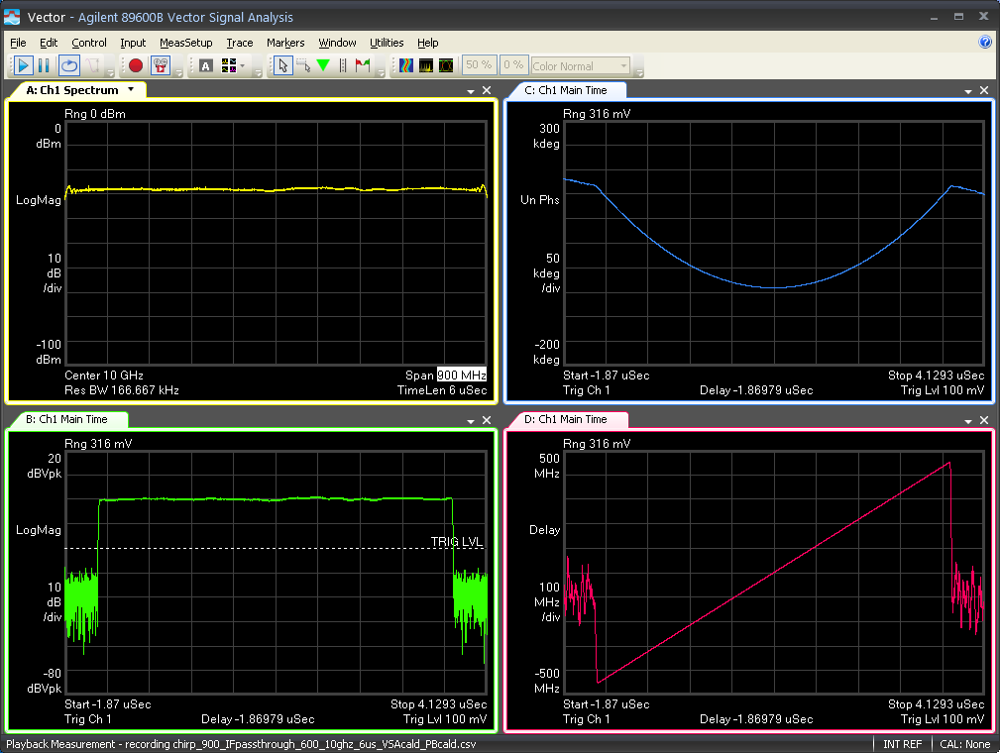 Vector - Agilent 89600B Vector Signal Analysis
File Edit Control Input MeasSetup Trace Markers Window Utilities Help
A 50 % 0 % Color Normal
A: Ch1 Spectrum
Rng 0 dBm
0
dBm
LogMag
10
dB
/div
-100
dBm
Center 10 GHz Span 900 MHz
Res BW 166.667 kHz TimeLen 6 uSec
C: Ch1 Main Time
Rng 316 mV
300
kdeg
Un Phs
50
kdeg
/div
-200
kdeg
Start -1.87 uSec Stop 4.1293 uSec
Trig Ch 1 Delay -1.86979 uSec Trig Lvl 100 mV
B: Ch1 Main Time
Rng 316 mV
20
dBVpk
LogMag
TRIG LVL
10
dB
/div
-80
dBVpk
Start -1.87 uSec Stop 4.1293 uSec
Trig Ch 1 Delay -1.86979 uSec Trig Lvl 100 mV
D: Ch1 Main Time
Rng 316 mV
500
MHz
Delay
100
MHz
/div
-500
MHz
Start -1.87 uSec Stop 4.1293 uSec
Trig Ch 1 Delay -1.86979 uSec Trig Lvl 100 mV
Playback Measurement - recording chirp_900_IFpassthrough_600_10ghz_6us_VSAcald_PBcald.csv INT REF CAL: None